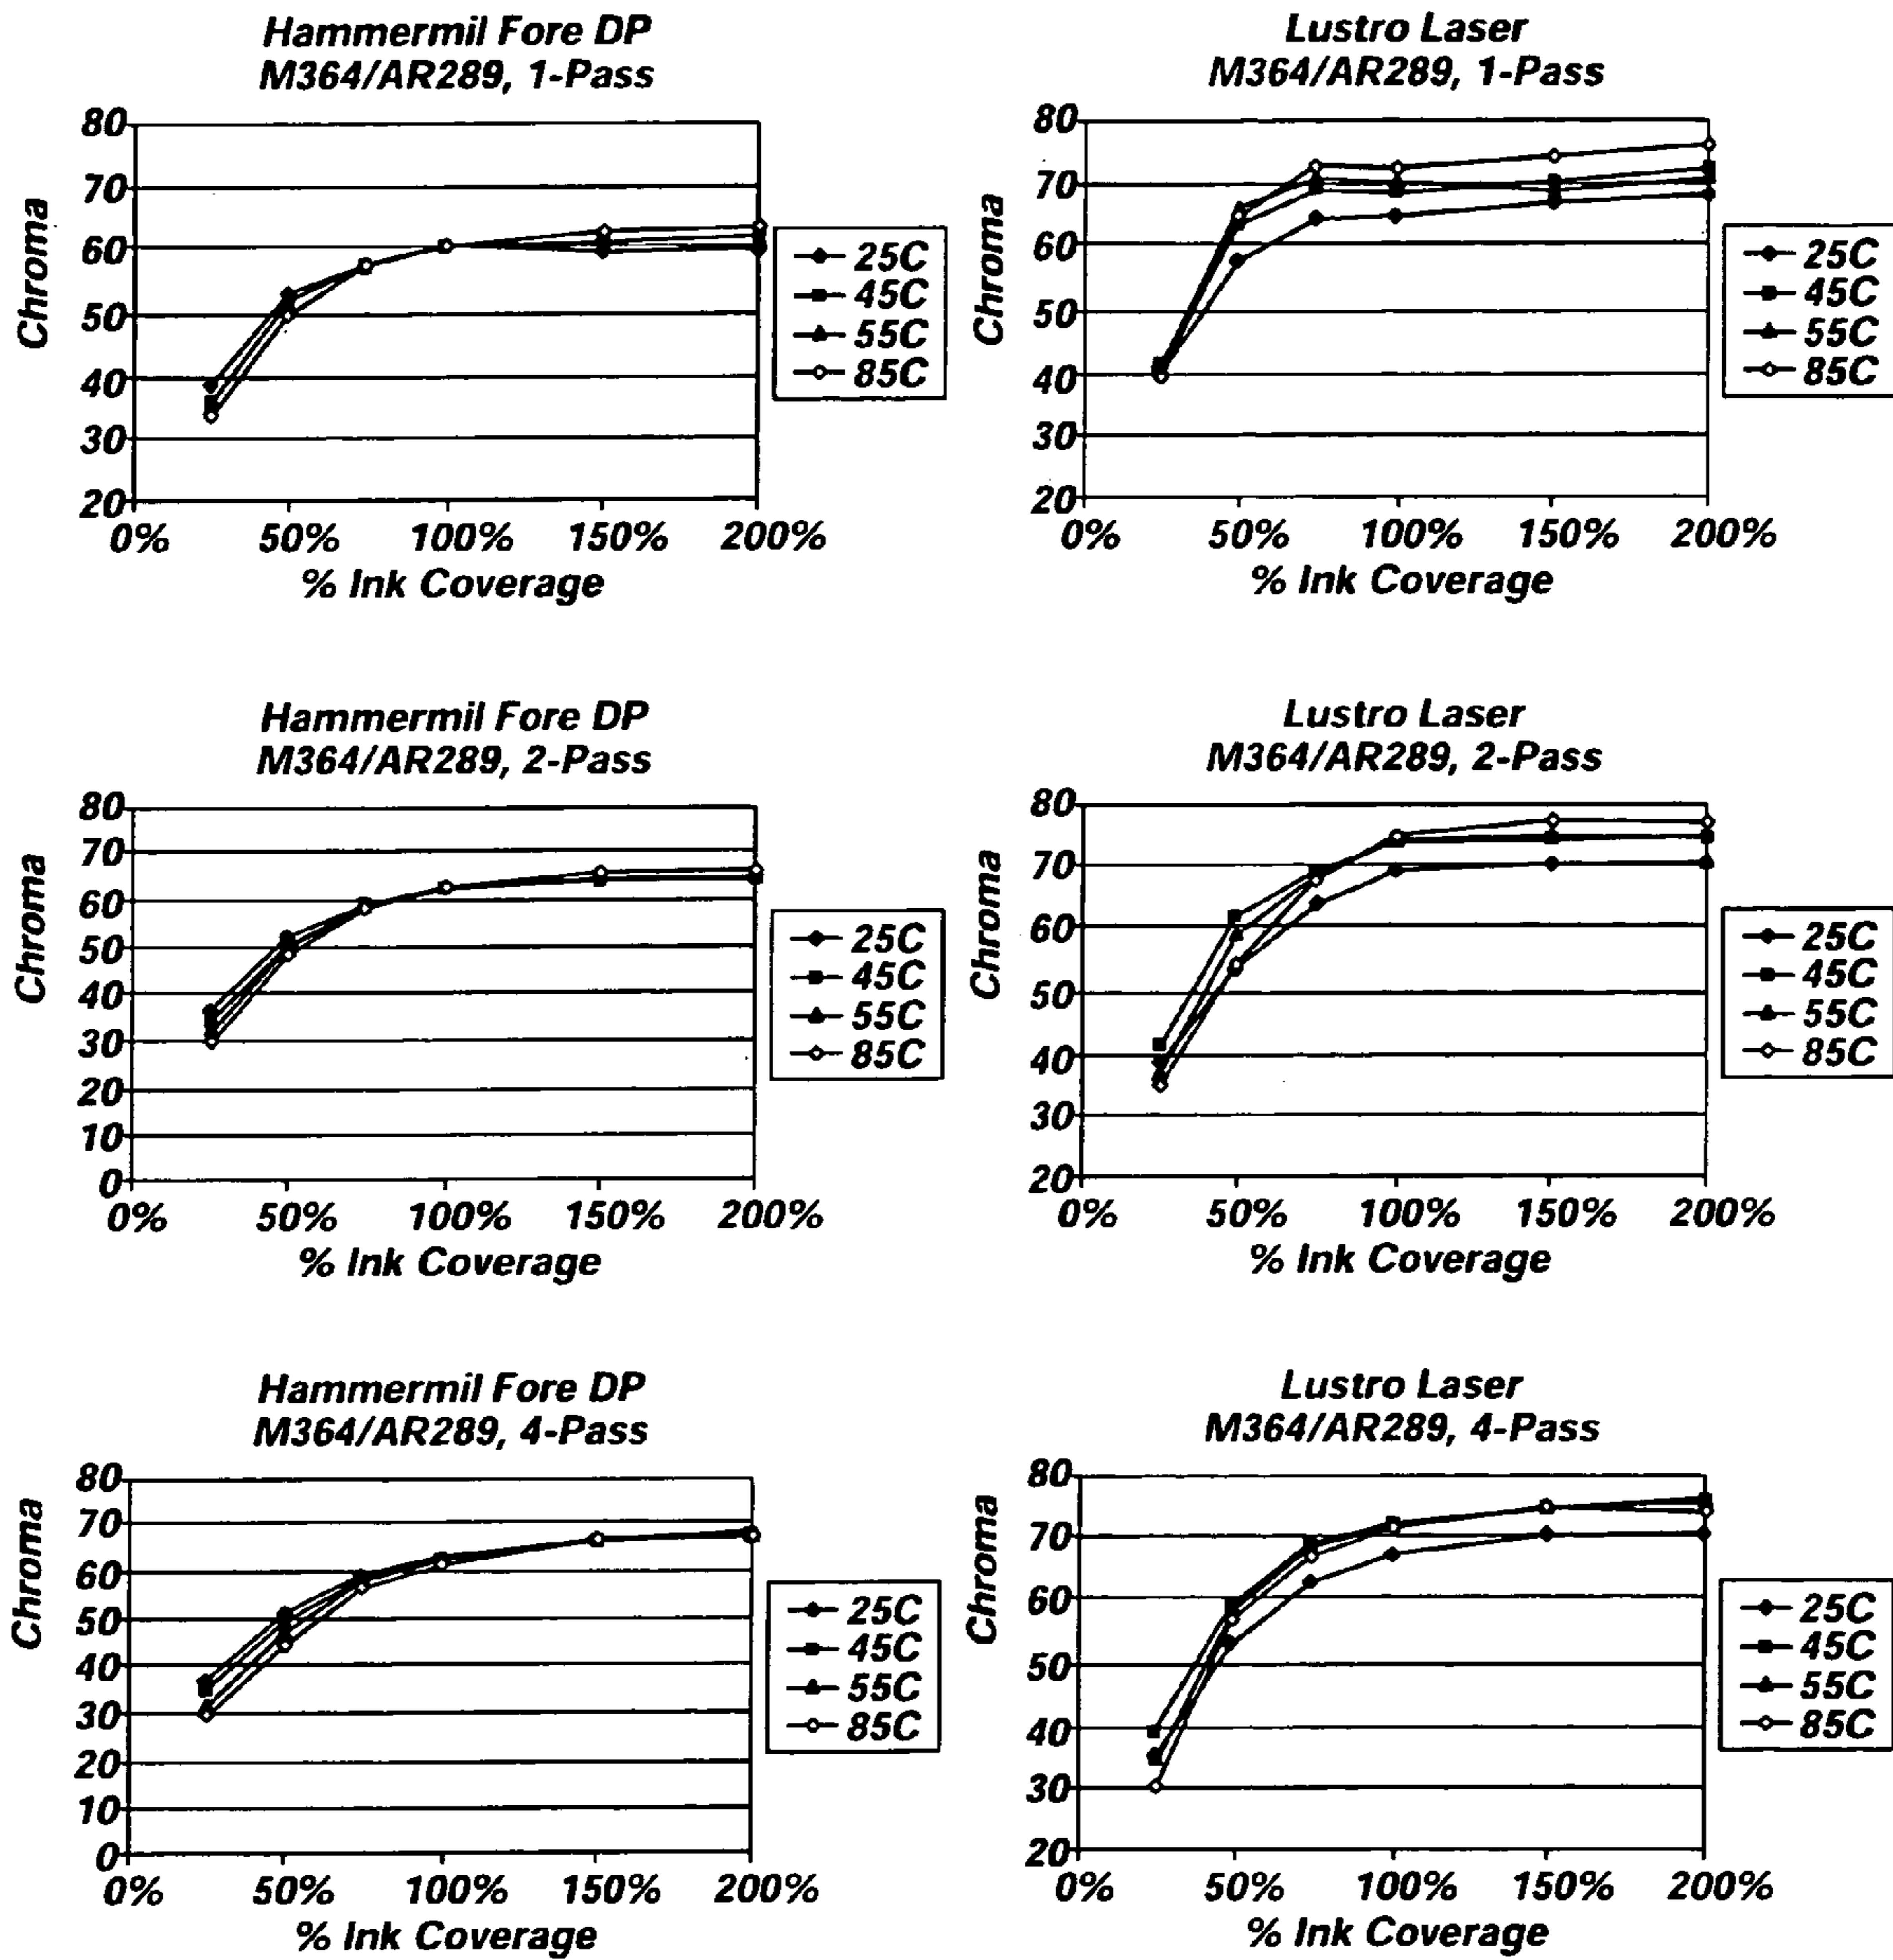 Hammermil Fore DP
M364/AR289, 1-Pass
Chroma
80
70
60
50
40
30
20
0%
50%
100%
150%
200%
% Ink Coverage
25C
45C
55C
85C
Lustro Laser
M364/AR289, 1-Pass
Chroma
80
70
60
50
40
30
20
0%
50%
100%
150%
200%
% Ink Coverage
25C
45C
55C
85C
Hammermil Fore DP
M364/AR289, 2-Pass
Chroma
80
70
60
50
40
30
20
10
0
0%
50%
100%
150%
200%
% Ink Coverage
25C
45C
55C
85C
Lustro Laser
M364/AR289, 2-Pass
Chroma
80
70
60
50
40
30
20
0%
50%
100%
150%
200%
% Ink Coverage
25C
45C
55C
85C
Hammermil Fore DP
M364/AR289, 4-Pass
Chroma
80
70
60
50
40
30
20
10
0
0%
50%
100%
150%
200%
% Ink Coverage
25C
45C
55C
85C
Lustro Laser
M364/AR289, 4-Pass
Chroma
80
70
60
50
40
30
20
0%
50%
100%
150%
200%
% Ink Coverage
25C
45C
55C
85C